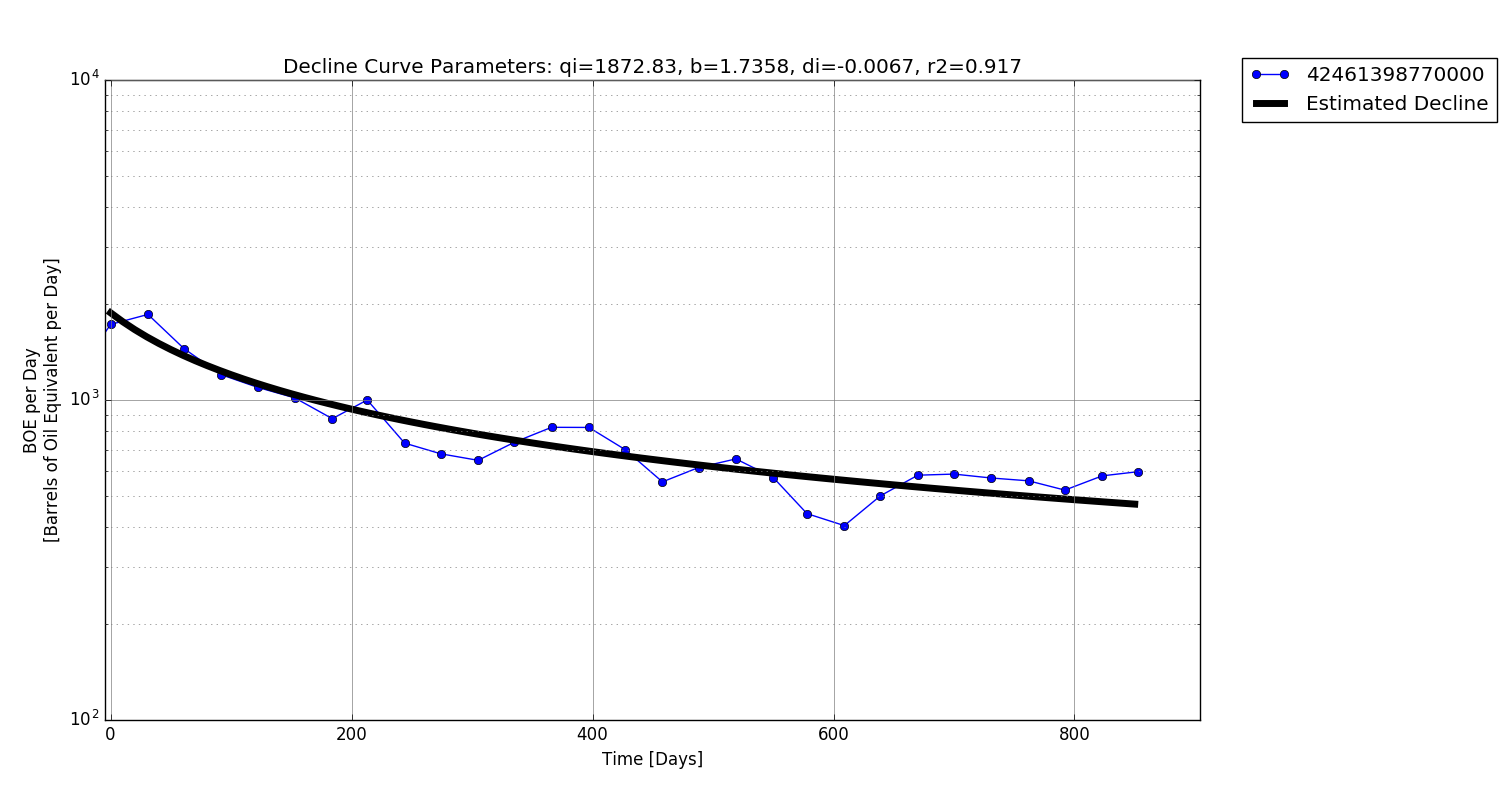 Decline Curve Parameters: qi=1872.83, b=1.7358, di=-0.0067, r2=0.917
42461398770000
Estimated Decline
10^4
10^3
10^2
BOE per Day
[Barrels of Oil Equivalent per Day]
0 200 400 600 800
Time [Days]